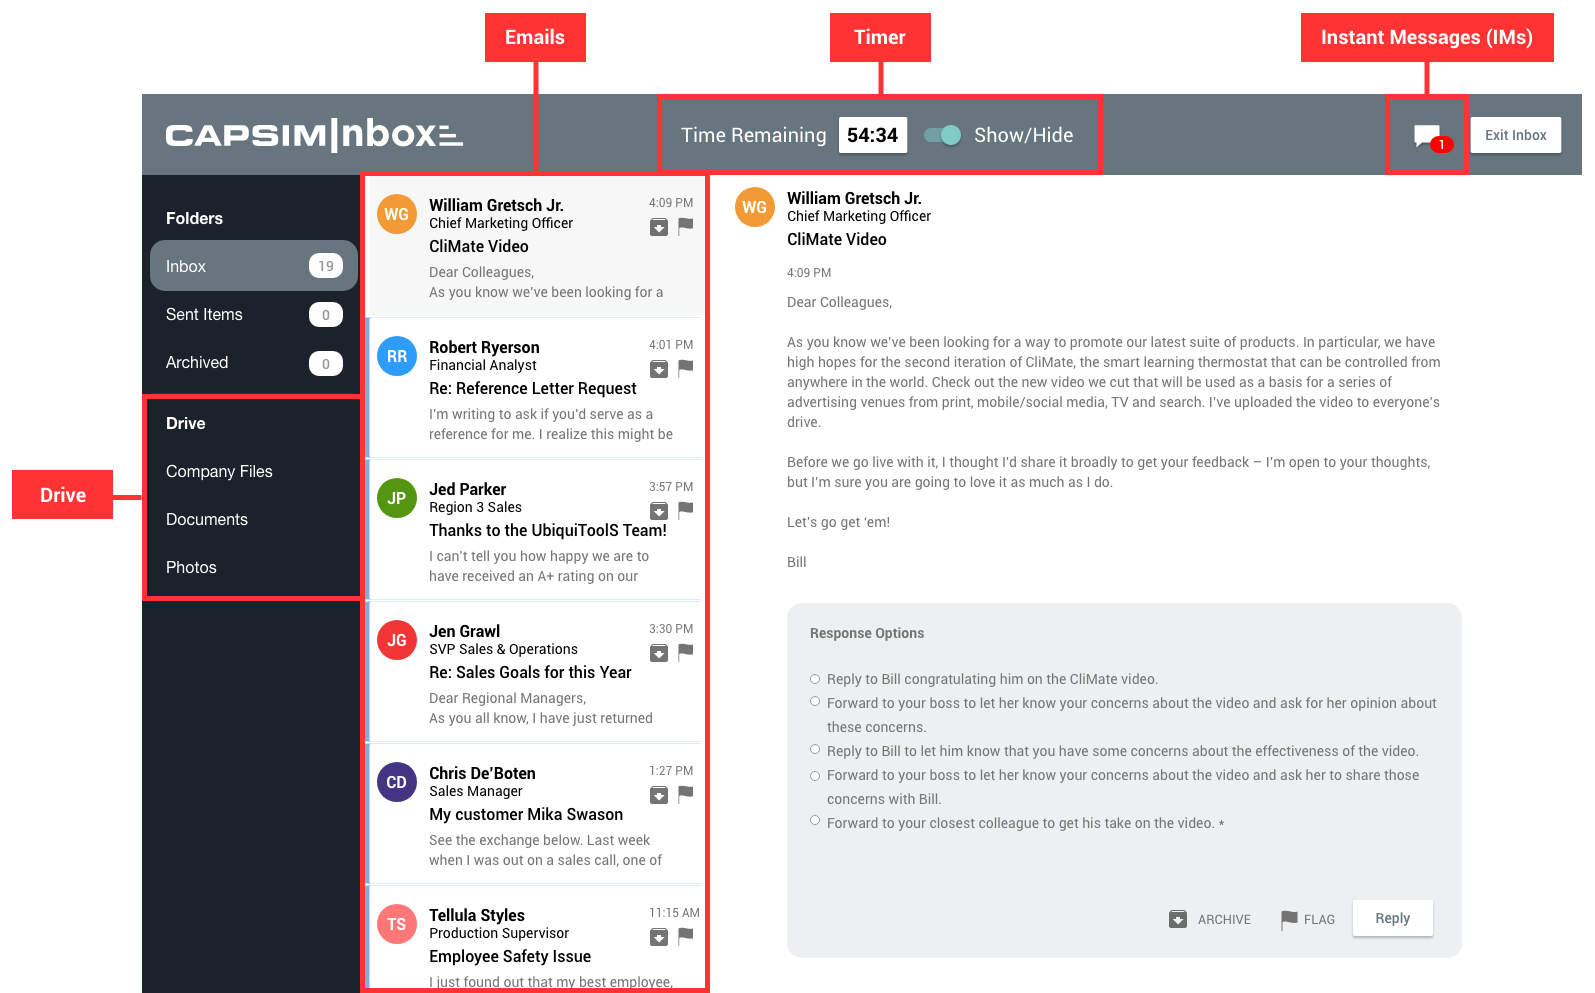 Emails
Timer
Instant Messages (IMs)
CAPSIM|nbox
Time Remaining 54:34 Show/Hide
1
Exit Inbox
Folders
Inbox 19
Sent Items 0
Archived 0
Drive
Company Files
Documents
Photos
Drive
WG
William Gretsch Jr. 4:09 PM
Chief Marketing Officer
CliMate Video
Dear Colleagues,
As you know we've been looking for a
RR
Robert Ryerson 4:01 PM
Financial Analyst
Re: Reference Letter Request
I'm writing to ask if you'd serve as a
reference for me. I realize this might be
JP
Jed Parker 3:57 PM
Region 3 Sales
Thanks to the UbiquiToolS Team!
I can't tell you how happy we are to
have received an A+ rating on our
JG
Jen Grawl 3:30 PM
SVP Sales & Operations
Re: Sales Goals for this Year
Dear Regional Managers,
As you all know, I have just returned
CD
Chris De'Boten 1:27 PM
Sales Manager
My customer Mika Swason
See the exchange below. Last week
when I was out on a sales call, one of
TS
Tellula Styles 11:15 AM
Production Supervisor
Employee Safety Issue
I just found out that my best employee,
WG
William Gretsch Jr.
Chief Marketing Officer
CliMate Video
4:09 PM
Dear Colleagues,
As you know we've been looking for a way to promote our latest suite of products. In particular, we have
high hopes for the second iteration of CliMate, the smart learning thermostat that can be controlled from
anywhere in the world. Check out the new video we cut that will be used as a basis for a series of
advertising venues from print, mobile/social media, TV and search. I've uploaded the video to everyone's
drive.
Before we go live with it, I thought I'd share it broadly to get your feedback – I'm open to your thoughts,
but I'm sure you are going to love it as much as I do.
Let's go get 'em!
Bill
Response Options
Reply to Bill congratulating him on the CliMate video.
Forward to your boss to let her know your concerns about the video and ask for her opinion about
these concerns.
Reply to Bill to let him know that you have some concerns about the effectiveness of the video.
Forward to your boss to let her know your concerns about the video and ask her to share those
concerns with Bill.
Forward to your closest colleague to get his take on the video. *
ARCHIVE FLAG Reply